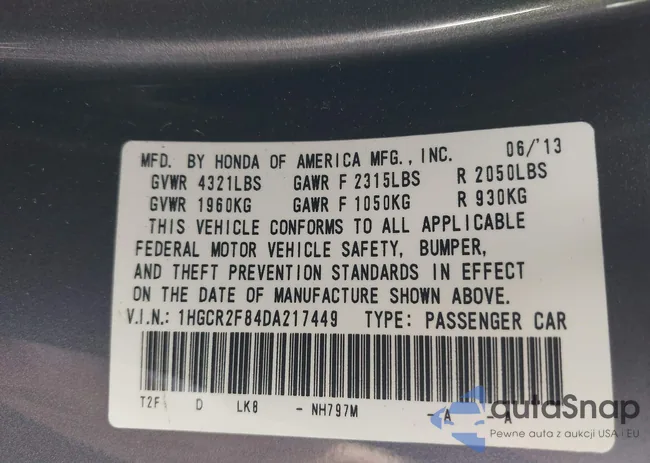 MFD. BY HONDA OF AMERICA MFG., INC. 06/'13
GVWR 4321LBS GAWR F 2315LBS R 2050LBS
GVWR 1960KG GAWR F 1050KG R 930KG
THIS VEHICLE CONFORMS TO ALL APPLICABLE
FEDERAL MOTOR VEHICLE SAFETY, BUMPER,
AND THEFT PREVENTION STANDARDS IN EFFECT
ON THE DATE OF MANUFACTURE SHOWN ABOVE.
V.I.N.: 1HGCR2F84DA217449 TYPE: PASSENGER CAR
T2F D LK8 - NH797M - A - A
autaSnap
Pewne auta z aukcji USA i EU